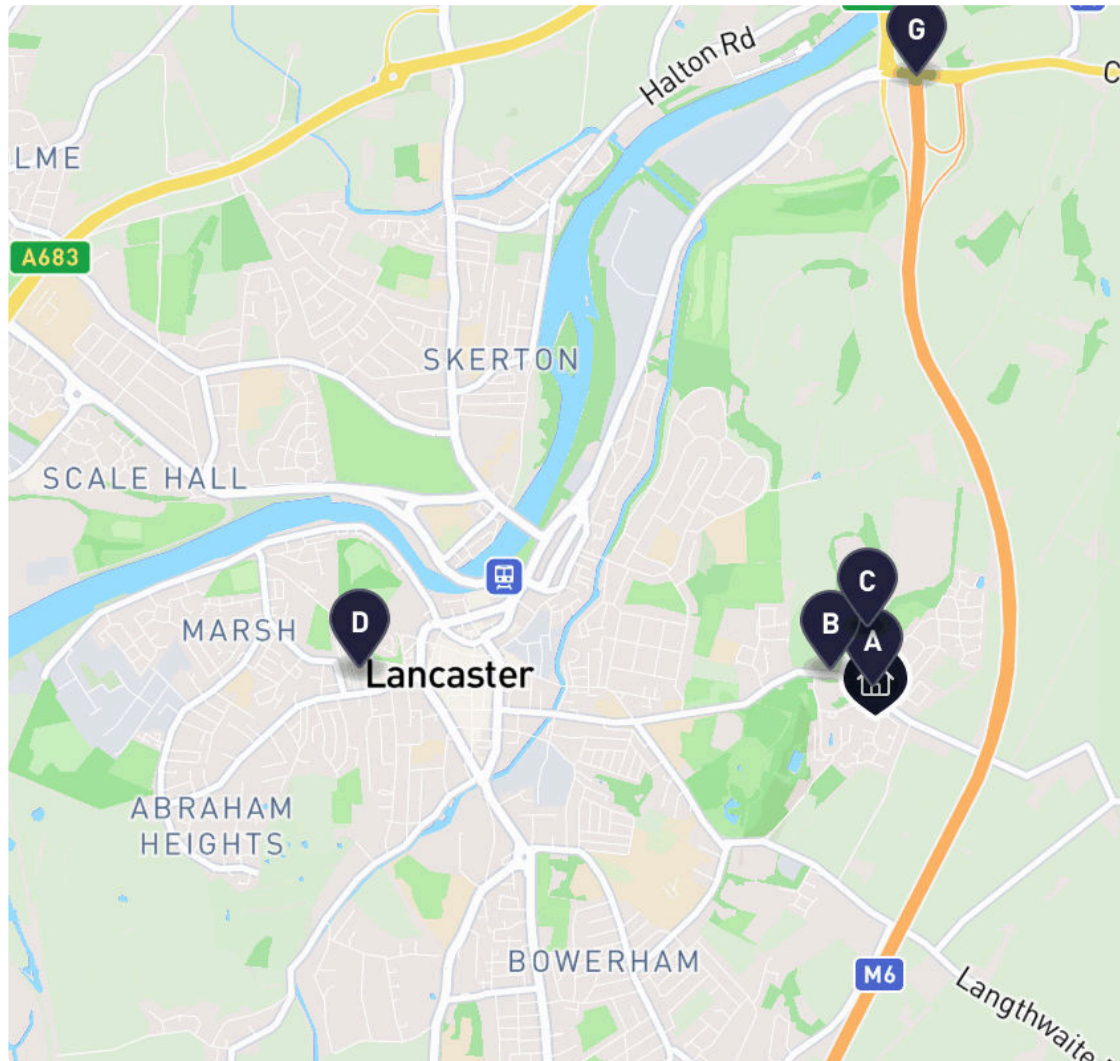 G
Halton Rd
C
LME
A683
SKERTON
SCALE HALL
C
B
D
MARSH
A
Lancaster
ABRAHAM
HEIGHTS
BOWERHAM
M6
Langthwaite